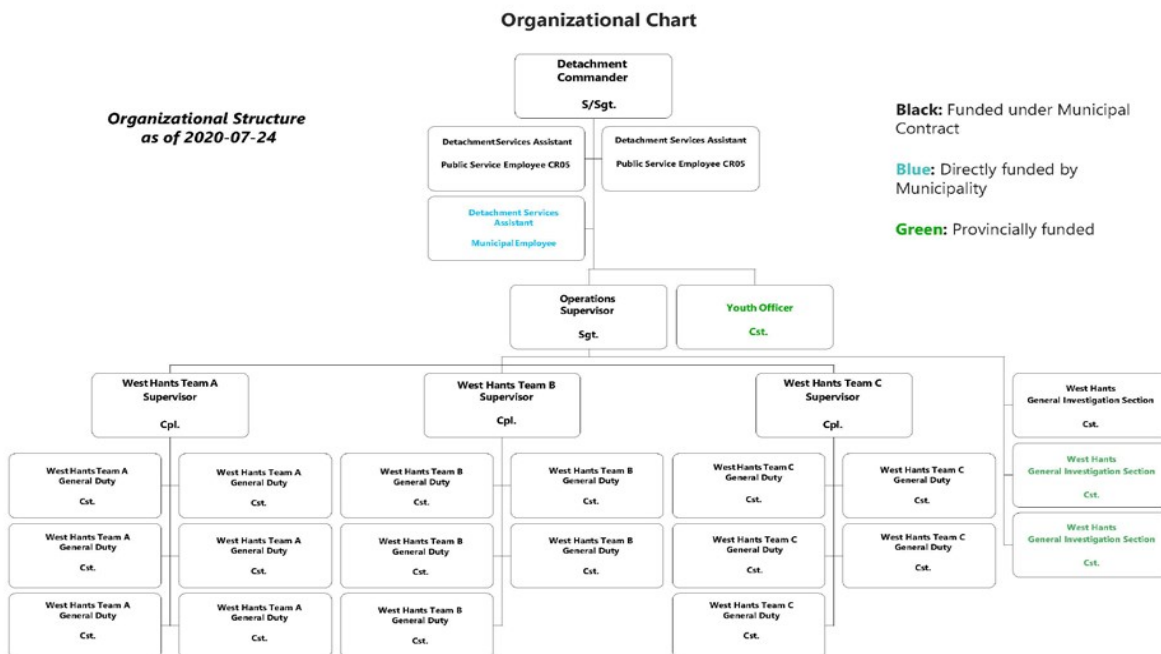 Organizational Chart
Detachment
Commander
S/Sgt.
Organizational Structure
as of 2020-07-24
Black: Funded under Municipal
Contract
Blue: Directly funded by
Municipality
Green: Provincially funded
Detachment Services Assistant
Public Service Employee CR05
Detachment Services Assistant
Public Service Employee CR05
Detachment Services
Assistant
Municipal Employee
Operations
Supervisor
Sgt.
Youth Officer
Cst.
West Hants Team A
Supervisor
Cpl.
West Hants Team B
Supervisor
Cpl.
West Hants Team C
Supervisor
Cpl.
West Hants
General Investigation Section
Cst.
West Hants Team A
General Duty
Cst.
West Hants Team A
General Duty
Cst.
West Hants Team B
General Duty
Cst.
West Hants Team B
General Duty
Cst.
West Hants Team C
General Duty
Cst.
West Hants Team C
General Duty
Cst.
West Hants
General Investigation Section
Cst.
West Hants Team A
General Duty
Cst.
West Hants Team A
General Duty
Cst.
West Hants Team B
General Duty
Cst.
West Hants Team B
General Duty
Cst.
West Hants Team C
General Duty
Cst.
West Hants Team C
General Duty
Cst.
West Hants
General Investigation Section
Cst.
West Hants Team A
General Duty
Cst.
West Hants Team A
General Duty
Cst.
West Hants Team B
General Duty
Cst.
West Hants Team C
General Duty
Cst.